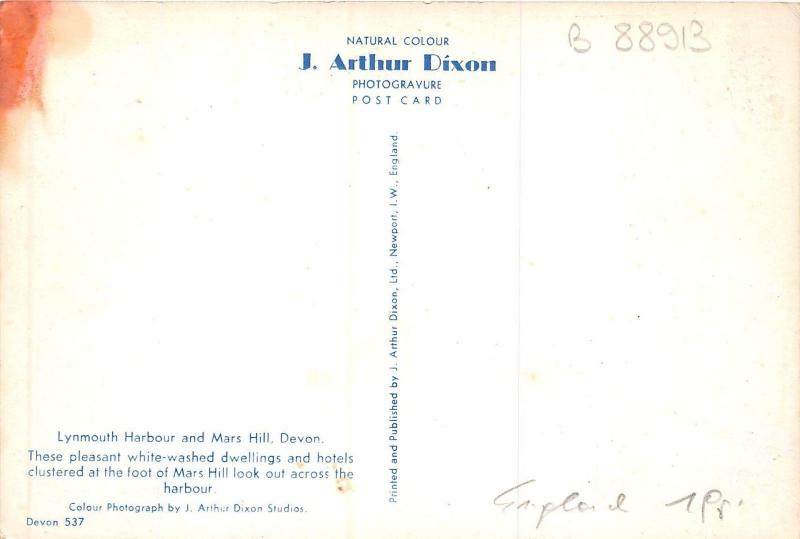 NATURAL COLOUR
J. Arthur Dixon
PHOTOGRAVURE
POST CARD
B 88913
Printed and Published by J. Arthur Dixon, Ltd., Newport, I.W., England.
Lynmouth Harbour and Mars Hill, Devon.
These pleasant white-washed dwellings and hotels
clustered at the foot of Mars Hill look out across the
harbour.
Colour Photograph by J. Arthur Dixon Studios.
Devon 537
England